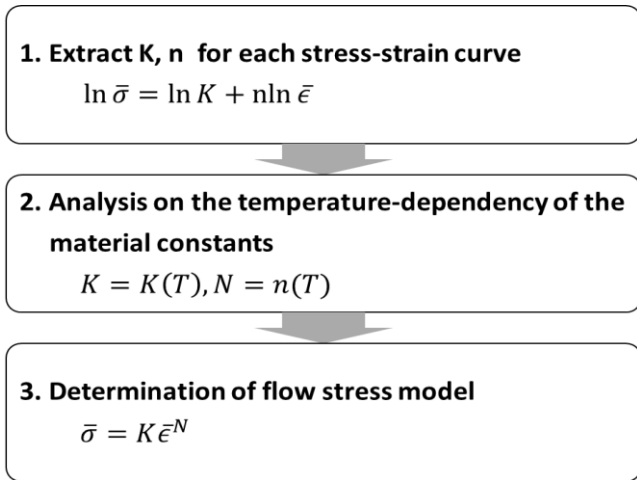 1. Extract K, n for each stress-strain curve
ln σ̄ = ln K + nln ϵ̄
2. Analysis on the temperature-dependency of the
material constants
K = K(T), N = n(T)
3. Determination of flow stress model
σ̄ = Kϵ̄ᴺ